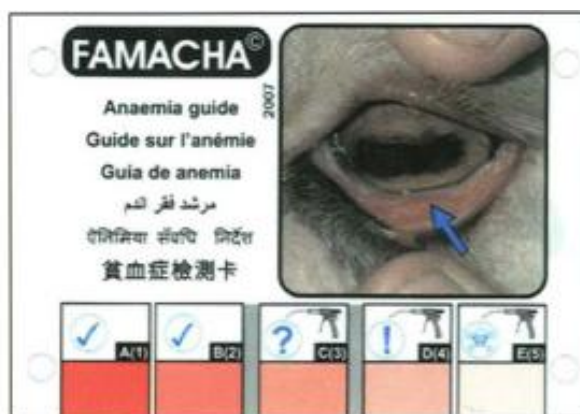 FAMACHA©
2007
Anaemia guide
Guide sur l'anémie
Guia de anemia
مرشد فقر الدم
निर्देश
貧血症檢測卡
? !
A(1) B(2) C(3) D(4) E(5)